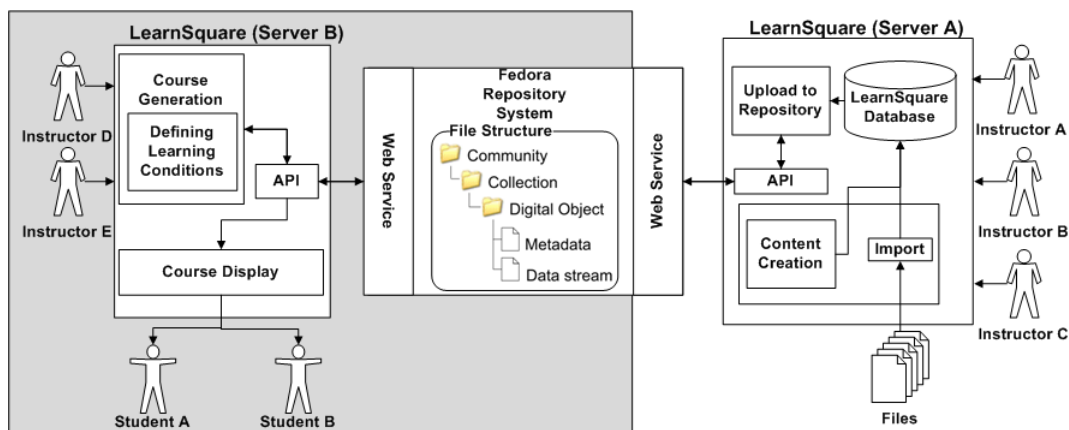 LearnSquare (Server B)
Instructor D
Instructor E
Course
Generation
Defining
Learning
Conditions
API
Course Display
Student A
Student B
Web Service
Fedora
Repository
System
File Structure
Community
Collection
Digital Object
Metadata
Data stream
Web Service
LearnSquare (Server A)
Upload to
Repository
LearnSquare
Database
API
Content
Creation
Import
Files
Instructor A
Instructor B
Instructor C